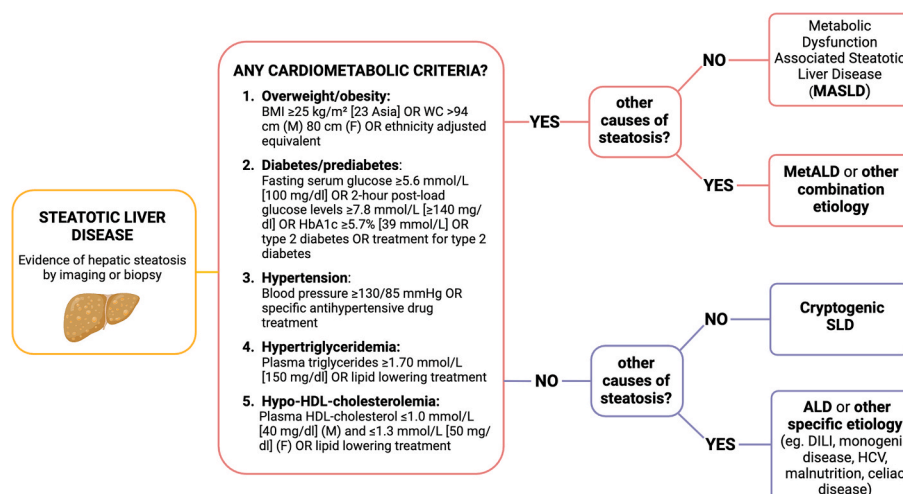 STEATOTIC LIVER
DISEASE
Evidence of hepatic steatosis
by imaging or biopsy
ANY CARDIOMETABOLIC CRITERIA?
1. Overweight/obesity:
BMI ≥25 kg/m² [23 Asia] OR WC >94
cm (M) 80 cm (F) OR ethnicity adjusted
equivalent
2. Diabetes/prediabetes:
Fasting serum glucose ≥5.6 mmol/L
[100 mg/dl] OR 2-hour post-load
glucose levels ≥7.8 mmol/L [≥140 mg/
dl] OR HbA1c ≥5.7% [39 mmol/L] OR
type 2 diabetes OR treatment for type 2
diabetes
3. Hypertension:
Blood pressure ≥130/85 mmHg OR
specific antihypertensive drug
treatment
4. Hypertriglyceridemia:
Plasma triglycerides ≥1.70 mmol/L
[150 mg/dl] OR lipid lowering treatment
5. Hypo-HDL-cholesterolemia:
Plasma HDL-cholesterol ≤1.0 mmol/L
[40 mg/dl] (M) and ≤1.3 mmol/L [50 mg/
dl] (F) OR lipid lowering treatment
YES
other
causes of
steatosis?
NO
Metabolic
Dysfunction
Associated Steatotic
Liver Disease
(MASLD)
YES
MetALD or other
combination
etiology
NO
other
causes of
steatosis?
NO
Cryptogenic
SLD
YES
ALD or other
specific etiology
(eg. DILI, monogeni
disease, HCV,
malnutrition, celiac
disease)